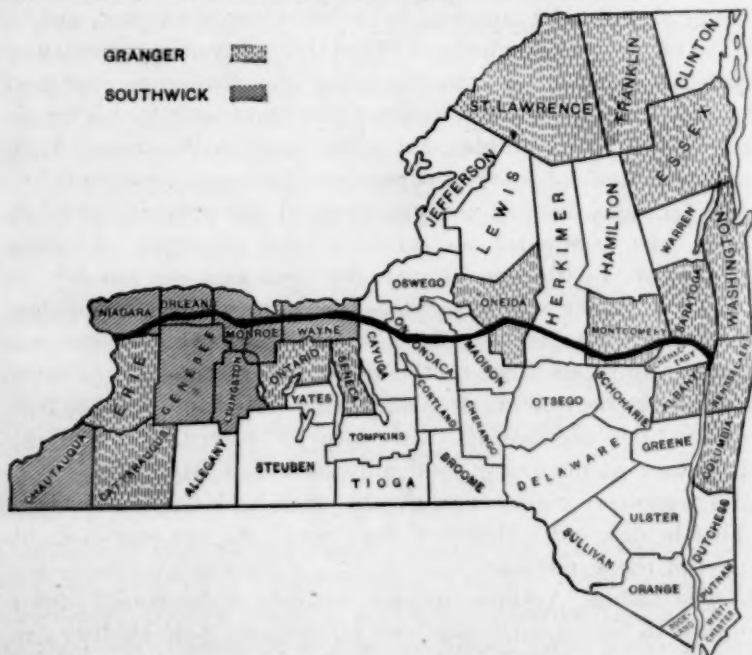 GRANGER
SOUTHWICK
CLINTON
FRANKLIN
ST. LAWRENCE
ESSEX
JEFFERSON
LEWIS
HAMILTON
HERKIMER
WARREN
WASHINGTON
OSWEGO
ONEIDA
SARATOGA
NIAGARA
ORLEANS
MONROE
WAYNE
MONTGOMERY
CAYUGA
ONONDAGA
MADISON
ERIE
GENESEE
LIVINGSTON
ONTARIO
SENECA
ALBANY
RENSSELAER
YATES
CORTLAND
OTSEGO
SCHOHARIE
CHENANGO
TOMPKINS
GREENE
COLUMBIA
CHAUTAUQUA
CATTARAUGUS
ALLEGANY
STEUBEN
TIOGA
BROOME
DELAWARE
ULSTER
DUTCHESS
SULLIVAN
ORANGE
PUTNAM
WEST-
CHESTER